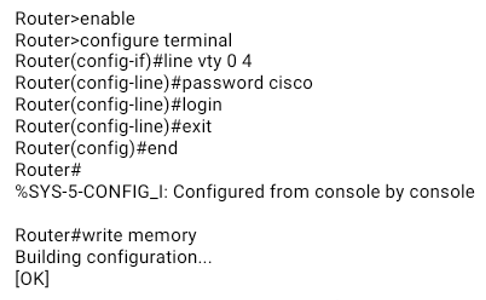 Router>enable
Router>configure terminal
Router(config-if)#line vty 0 4
Router(config-line)#password cisco
Router(config-line)#login
Router(config-line)#exit
Router(config)#end
Router#
%SYS-5-CONFIG_I: Configured from console by console
Router#write memory
Building configuration...
[OK]